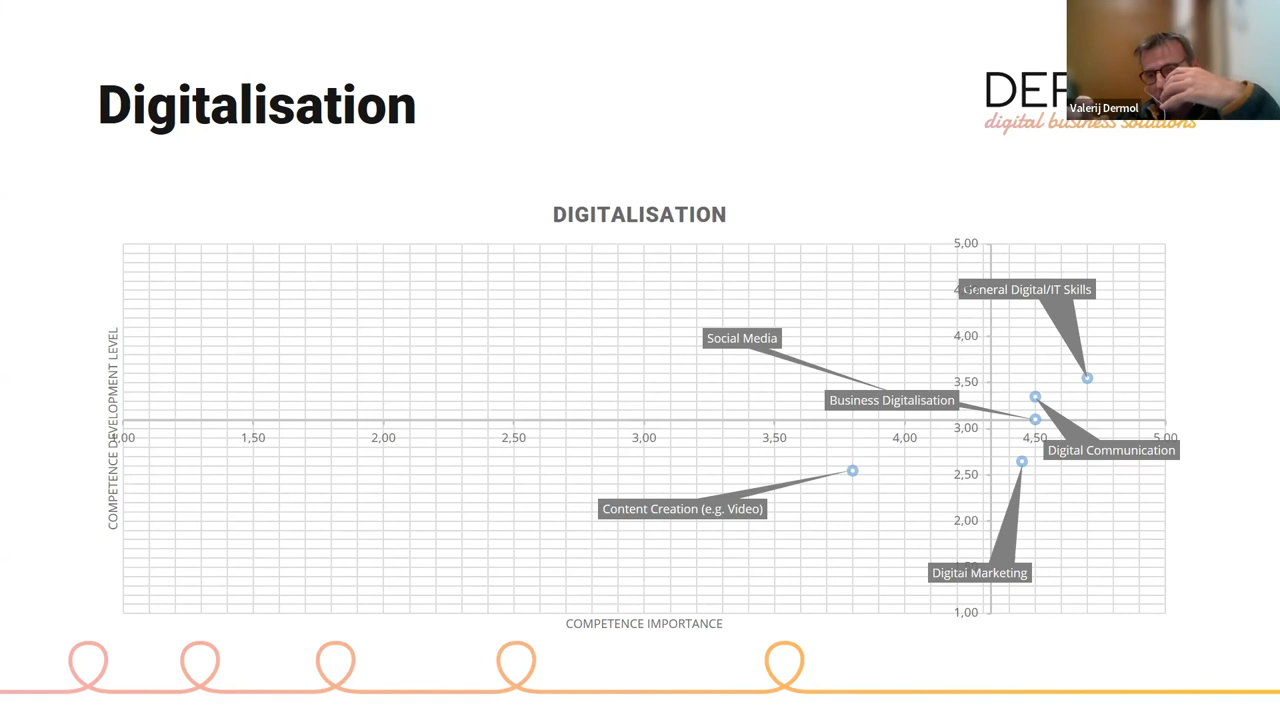 Digitalisation
DEF
Valerij Dermol
digital business solutions
DIGITALISATION
5,00
General Digital/IT Skills
4,00
Social Media
3,50
Business Digitalisation
3,00
1,50
2,00
2,50
3,00
3,50
4,00
4,50
5,00
Digital Communication
2,50
Content Creation (e.g. Video)
2,00
Digital Marketing
1,00
COMPETENCE DEVELOPMENT LEVEL
COMPETENCE IMPORTANCE